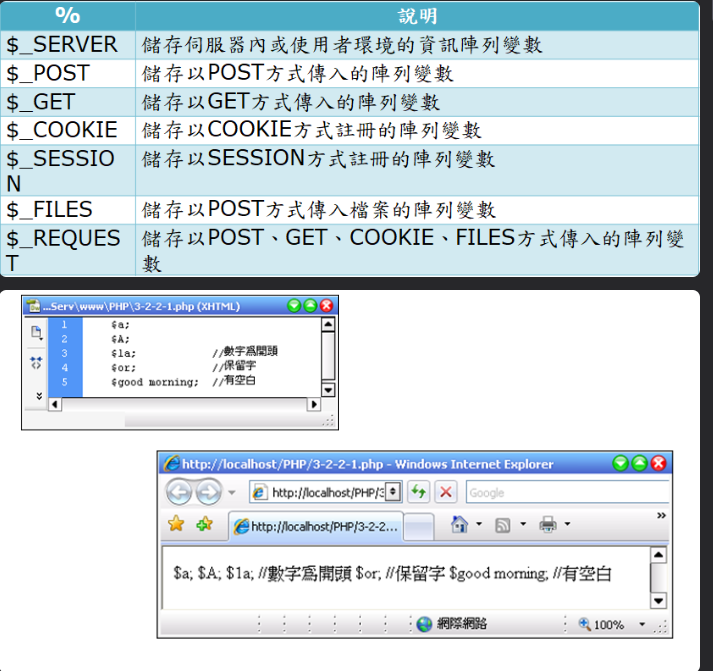 %	說明
$_SERVER	儲存伺服器內或使用者環境的資訊陣列變數
$_POST	儲存以POST方式傳入的陣列變數
$_GET	儲存以GET方式傳入的陣列變數
$_COOKIE	儲存以COOKIE方式註冊的陣列變數
$_SESSIO
N	儲存以SESSION方式註冊的陣列變數
$_FILES	儲存以POST方式傳入檔案的陣列變數
$_REQUES
T	儲存以POST、GET、COOKIE、FILES方式傳入的陣列變
數
...Serv\www\PHP\3-2-2-1.php (XHTML)
1 $a;
2 $A;
3 $1a; //數字爲開頭
4 $or; //保留字
5 $good morning; //有空白
http://localhost/PHP/3-2-2-1.php - Windows Internet Explorer
http://localhost/PHP/3
Google
http://localhost/PHP/3-2-2...
$a; $A; $1a; //數字爲開頭 $or; //保留字 $good morning; //有空白
網際網路 100%